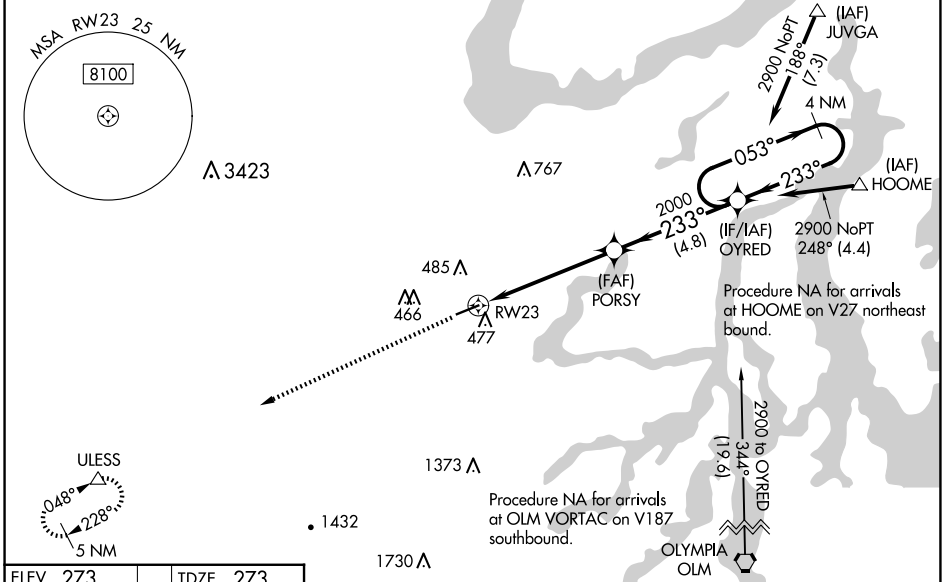 MSA RW23 25 NM
8100
3423
767
(IAF)
JUVGA
2900 NoPT
188°
(7.3)
4 NM
053°
233°
(IAF)
HOOME
2900 NoPT
248° (4.4)
(IF/IAF)
OYRED
2000
233°
(4.8)
(FAF)
PORSY
485
466
RW23
477
Procedure NA for arrivals
at HOOME on V27 northeast
bound.
2900 to OYRED
344°
(19.6)
ULESS
048°
228°
5 NM
1373
1432
1730
Procedure NA for arrivals
at OLM VORTAC on V187
southbound.
OLYMPIA
OLM
ELEV 273
TDZE 273